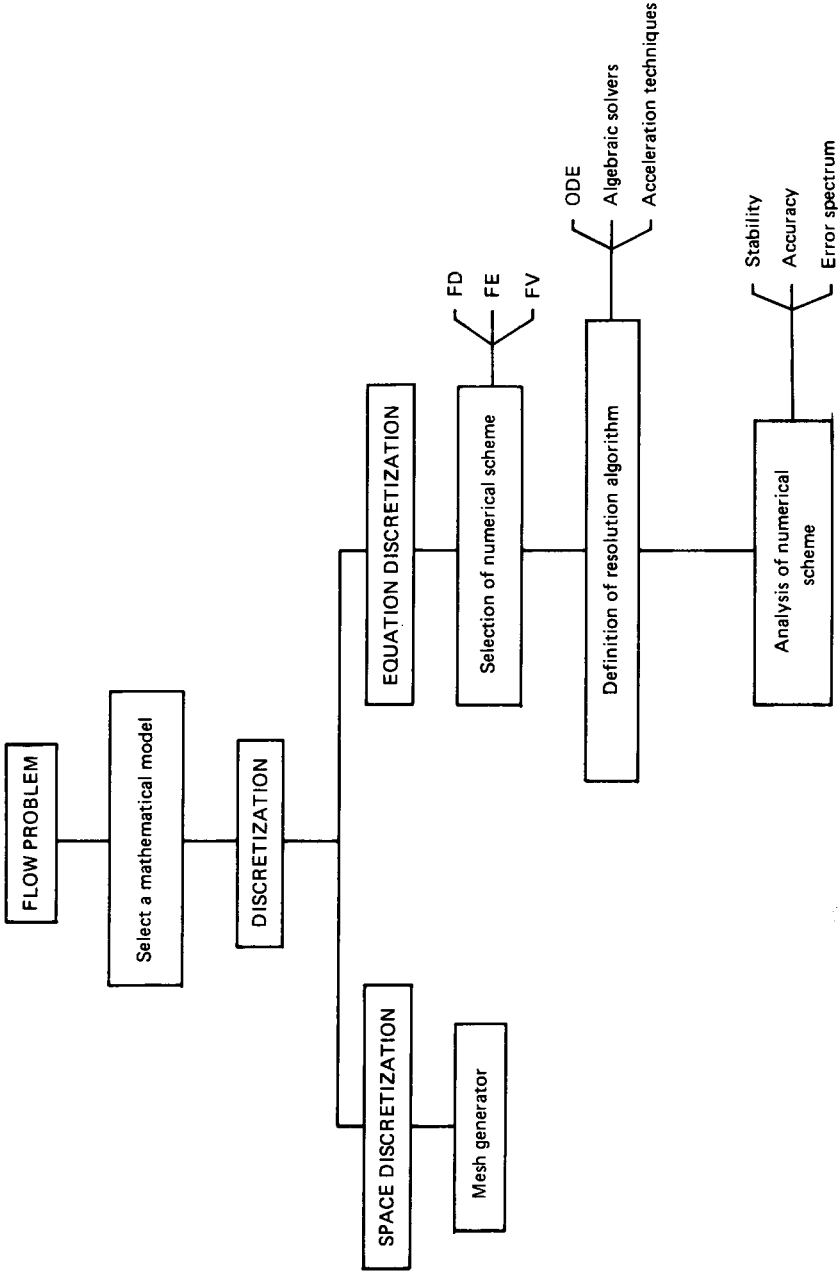 FLOW PROBLEM
Select a mathematical model
DISCRETIZATION
SPACE DISCRETIZATION
Mesh generator
EQUATION DISCRETIZATION
Selection of numerical scheme
FD
FE
FV
Definition of resolution algorithm
ODE
Algebraic solvers
Acceleration techniques
Analysis of numerical
scheme
Stability
Accuracy
Error spectrum